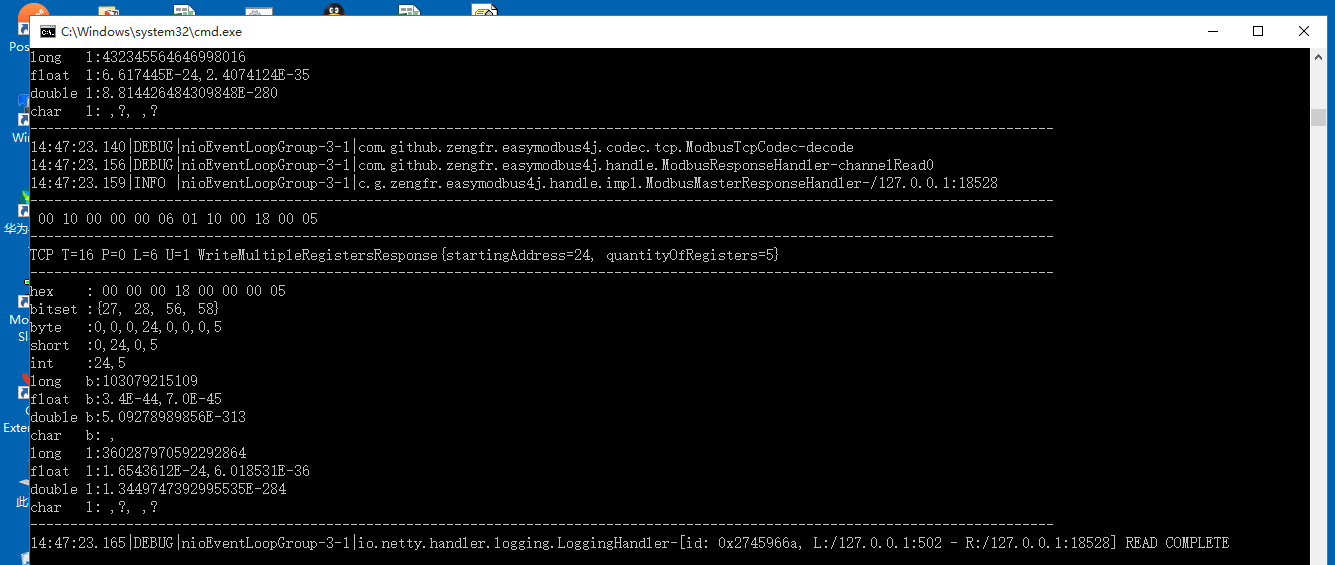 C:\Windows\system32\cmd.exe
long   l:432345564646998016
float  l:6.617445E-24,2.4074124E-35
double l:8.814426484309848E-280
char   l: ,?, ,?
--------------------------------------------------------------------------------------------------------------------------------
14:47:23.140|DEBUG|nioEventLoopGroup-3-1|com.github.zengfr.easymodbus4j.codec.tcp.ModbusTcpCodec-decode
14:47:23.156|DEBUG|nioEventLoopGroup-3-1|com.github.zengfr.easymodbus4j.handle.ModbusResponseHandler-channelRead0
14:47:23.159|INFO |nioEventLoopGroup-3-1|c.g.zengfr.easymodbus4j.handle.impl.ModbusMasterResponseHandler-/127.0.0.1:18528
--------------------------------------------------------------------------------------------------------------------------------
 00 10 00 00 00 06 01 10 00 18 00 05
--------------------------------------------------------------------------------------------------------------------------------
TCP T=16 P=0 L=6 U=1 WriteMultipleRegistersResponse{startingAddress=24, quantityOfRegisters=5}
--------------------------------------------------------------------------------------------------------------------------------
hex    : 00 00 00 18 00 00 00 05
bitset :{27, 28, 56, 58}
byte   :0,0,0,24,0,0,0,5
short  :0,24,0,5
int    :24,5
long   b:103079215109
float  b:3.4E-44,7.0E-45
double b:5.09278989856E-313
char   b: ,
long   l:360287970592292864
float  l:1.6543612E-24,6.018531E-36
double l:1.3449747392995535E-284
char   l: ,?, ,?
--------------------------------------------------------------------------------------------------------------------------------
14:47:23.165|DEBUG|nioEventLoopGroup-3-1|io.netty.handler.logging.LoggingHandler-[id: 0x2745966a, L:/127.0.0.1:502 - R:/127.0.0.1:18528] READ COMPLETE
Pos
Win
华为
Mo
Sl
Exter
此